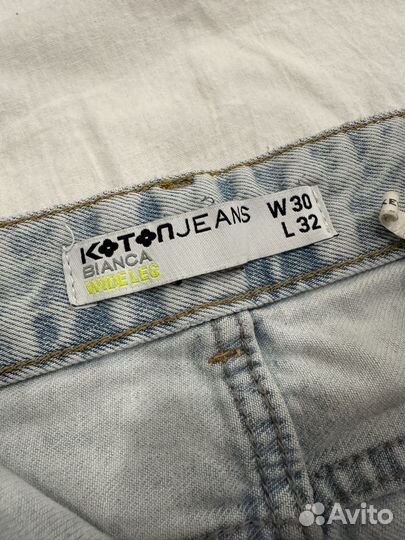 KOTONJEANS W 30
BIANCA L 32
WIDE LEG
Avito